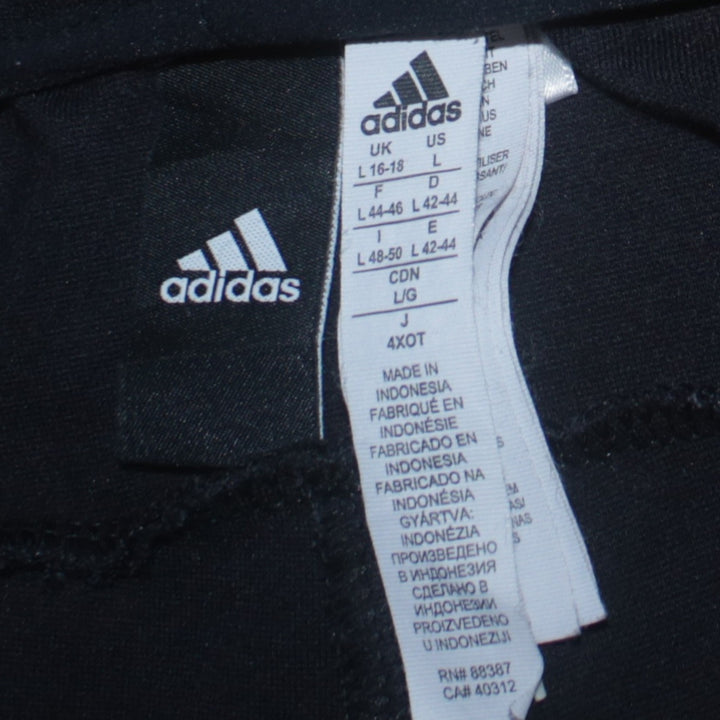 adidas
adidas
UK US
L 16-18 L
F D
L 44-46 L 42-44
I E
L 48-50 L 42-44
CDN
L/G
J
4XOT
MADE IN
INDONESIA
FABRIQUÉ EN
INDONÉSIE
FABRICADO EN
INDONESIA
FABRICADO NA
INDONÉSIA
GYÁRTVA:
INDONÉZIA
ПРОИЗВЕДЕНО
В ИНДОНЕЗИЯ
СДЕЛАНО В
ИНДОНЕЗИИ
PROIZVEDENO
U INDONEZIJI
RN# 88387
CA# 40312